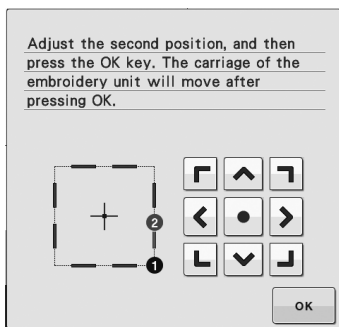 Adjust the second position, and then
press the OK key. The carriage of the
embroidery unit will move after
pressing OK.
2
1
OK